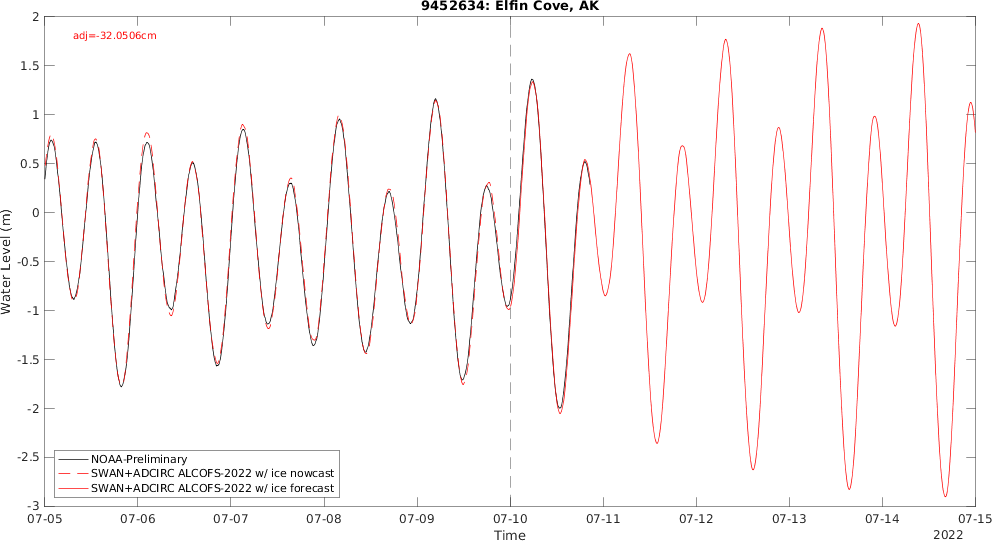 9452634: Elfin Cove, AK
adj=-32.0506cm
Water Level (m)
2
1.5
1
0.5
0
-0.5
-1
-1.5
-2
-2.5
-3
NOAA-Preliminary
SWAN+ADCIRC ALCOFS-2022 w/ ice nowcast
SWAN+ADCIRC ALCOFS-2022 w/ ice forecast
07-05 07-06 07-07 07-08 07-09 07-10 07-11 07-12 07-13 07-14 07-15
Time
2022